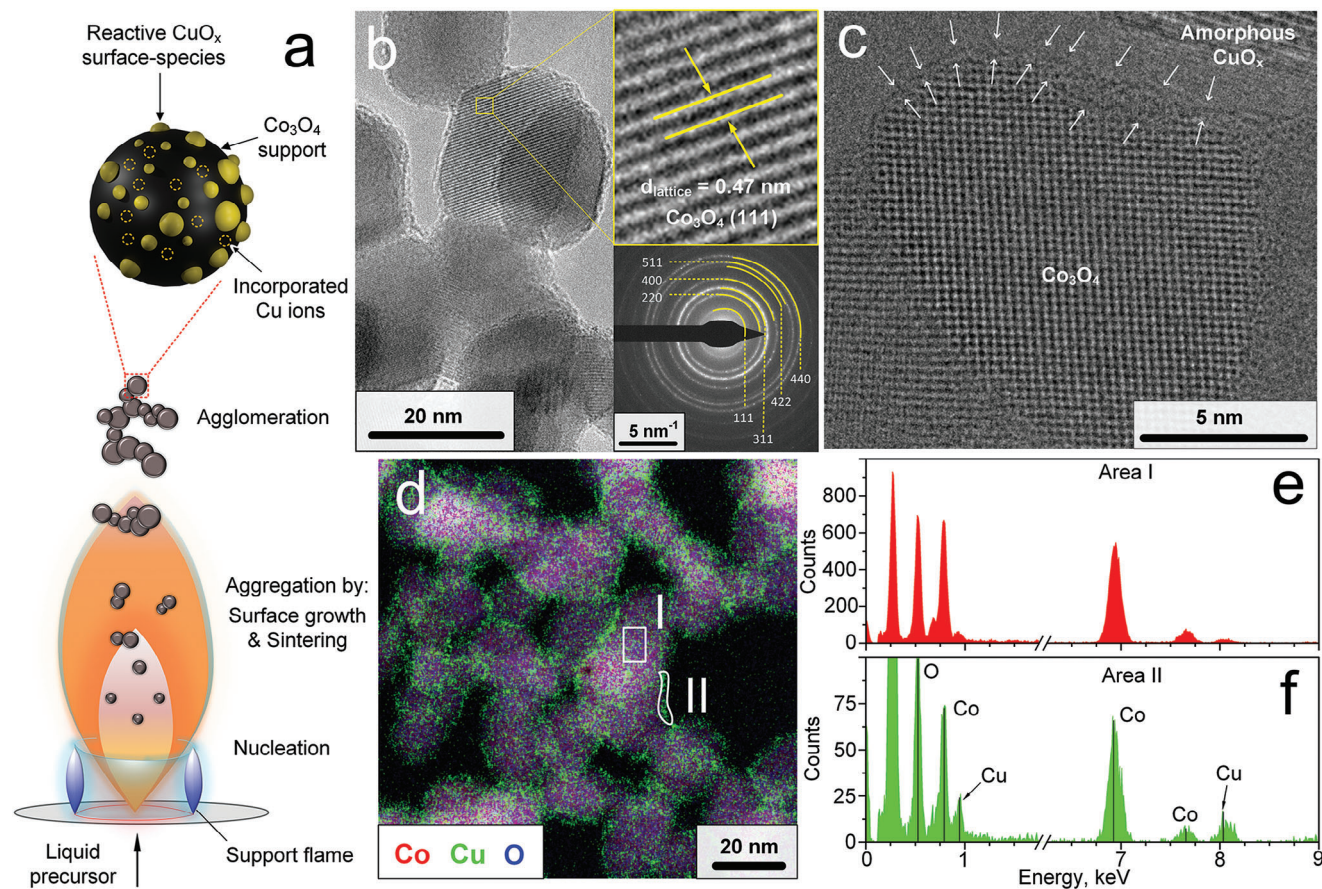 a
Reactive CuOₓ
surface-species
Co₃O₄
support
Incorporated
Cu ions
Agglomeration
Aggregation by:
Surface growth
& Sintering
Nucleation
Liquid
precursor
Support flame
b
20 nm
d_lattice = 0.47 nm
Co₃O₄ (111)
511
400
220
440
422
111
311
5 nm⁻¹
c
Amorphous
CuOₓ
Co₃O₄
5 nm
d
I
II
Co Cu O
20 nm
e
Area I
Counts
800
600
400
200
0
f
Area II
Counts
75
50
25
0
O
Co
Cu
Co
Co
Cu
0 1 7 8 9
Energy, keV